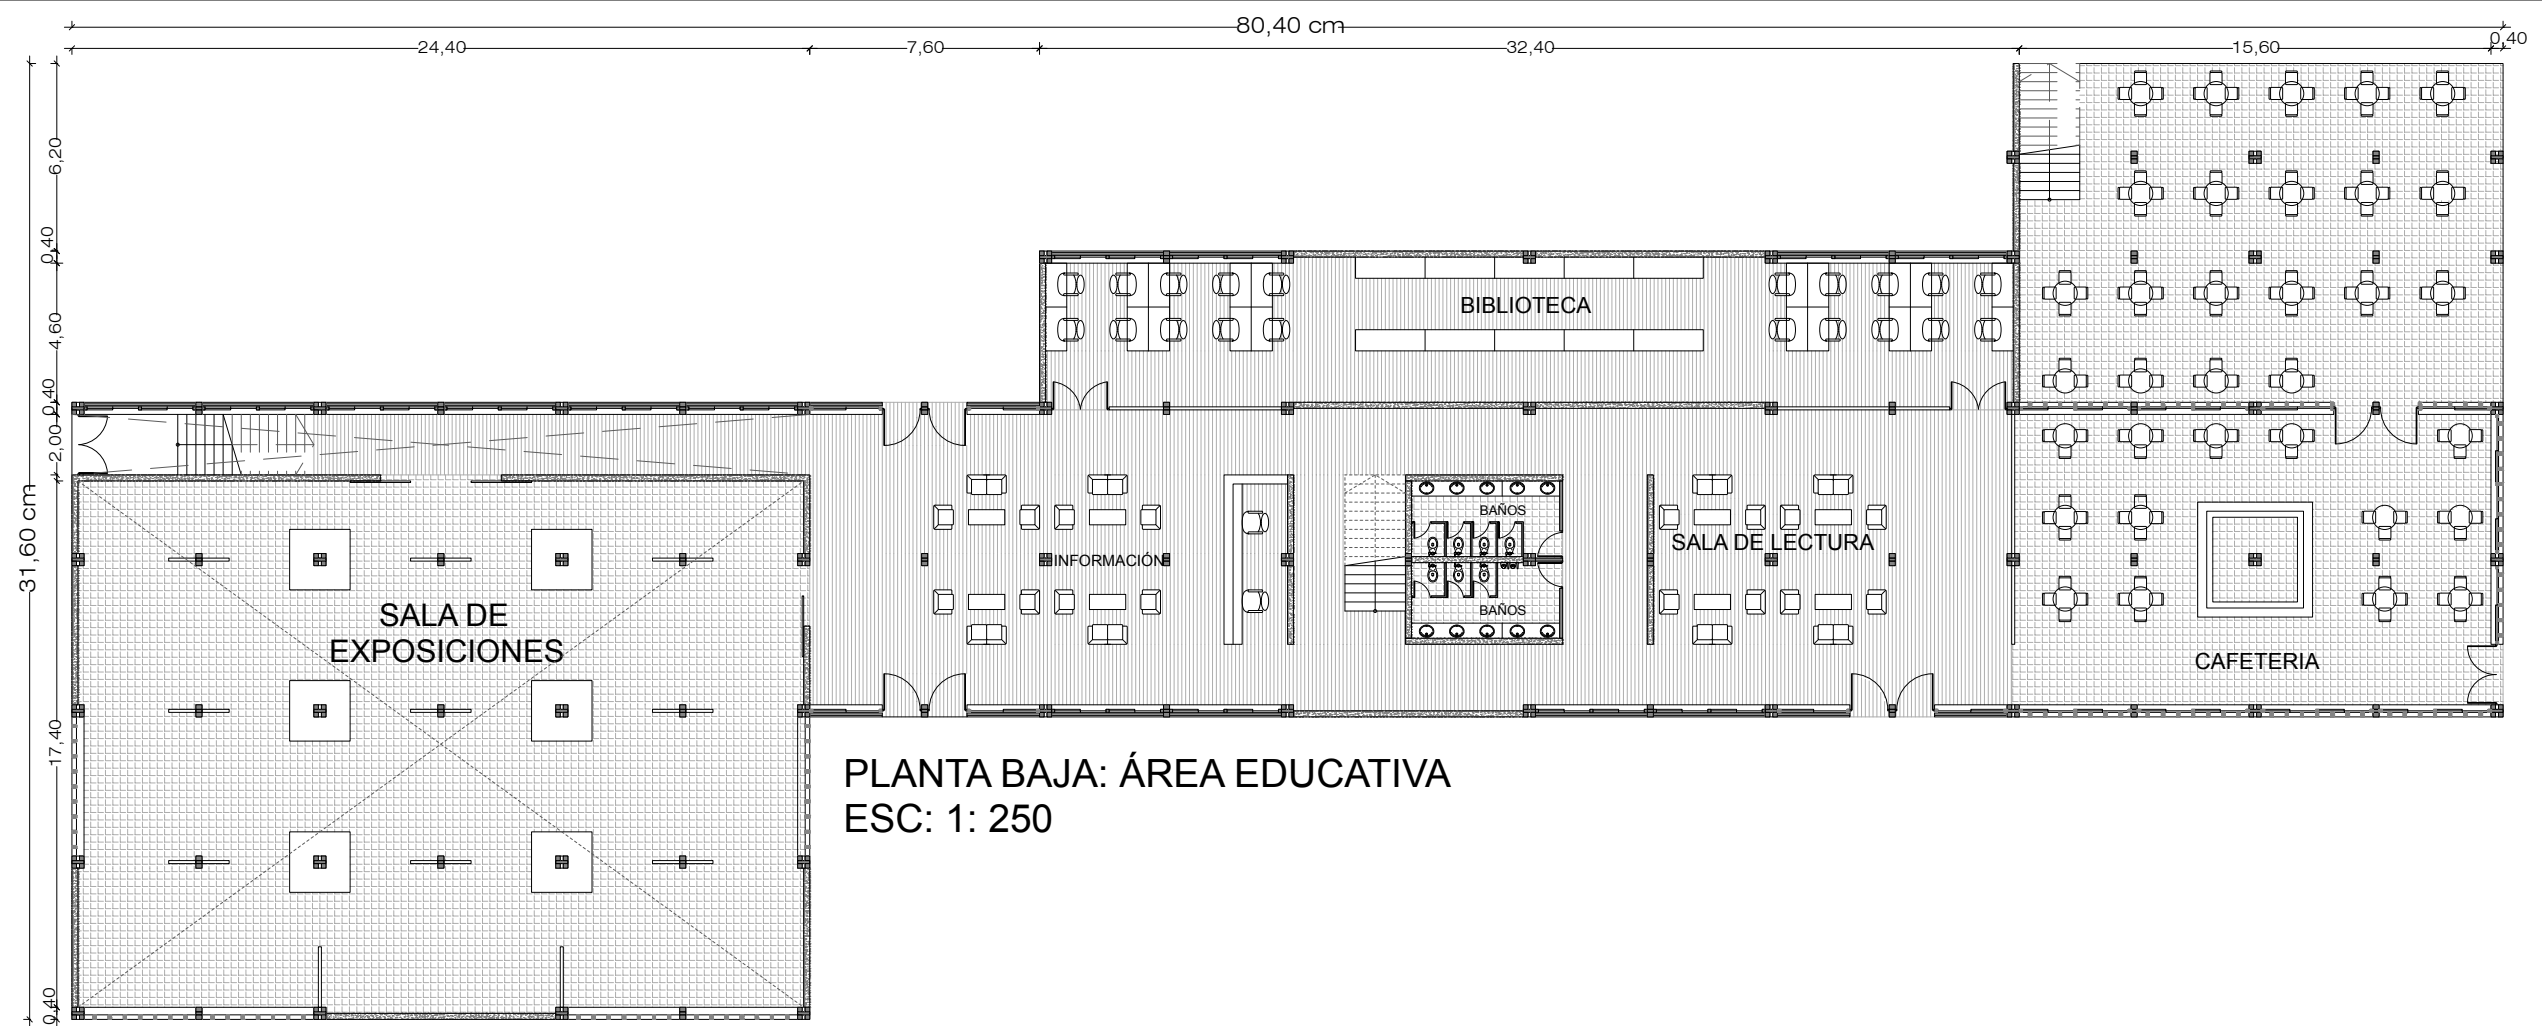 80,40 cm
24,40
7,60
32,40
15,60
0,40
31,60 cm
6,20
0,40
4,60
0,40
2,00
17,40
0,40
BIBLIOTECA
BAÑOS
SALA DE LECTURA
INFORMACIÓN
BAÑOS
SALA DE
EXPOSICIONES
CAFETERIA
PLANTA BAJA: ÁREA EDUCATIVA
ESC: 1: 250